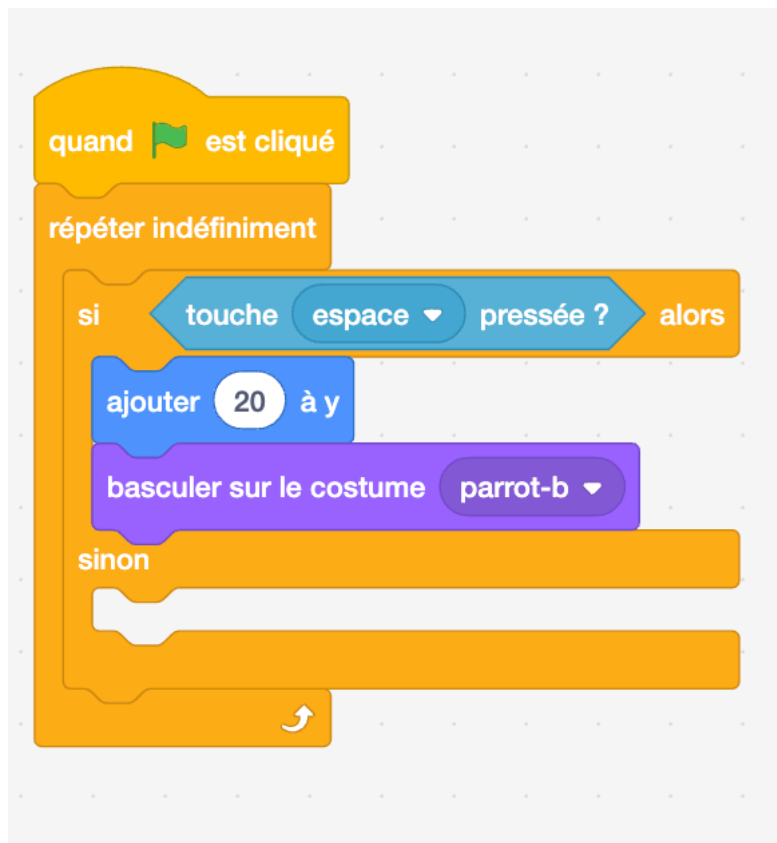 quand est cliqué
répéter indéfiniment
si touche espace pressée ? alors
ajouter 20 à y
basculer sur le costume parrot-b
sinon